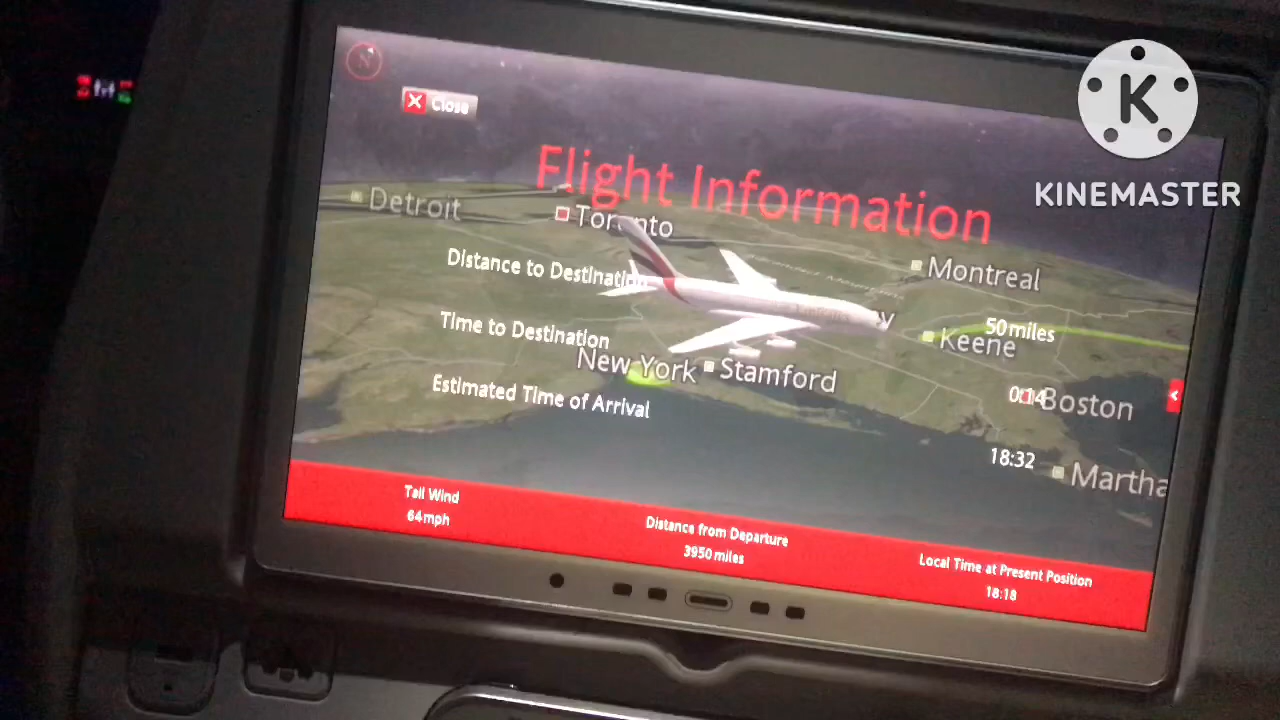 N
Close
Flight Information
Detroit
Toronto
Montreal
Distance to Destination
50 miles
Keene
Time to Destination
New York
Stamford
0:14
Boston
Estimated Time of Arrival
18:32
Martha
Tail Wind
64 mph
Distance from Departure
3950 miles
Local Time at Present Position
18:18
K
KINEMASTER